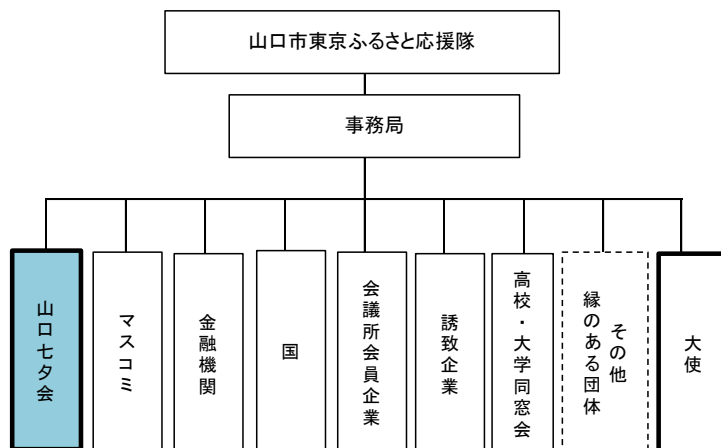 山口市東京ふるさと応援隊
事務局
山口七夕会
マスコミ
金融機関
国
会議所会員企業
誘致企業
高校・大学同窓会
その他
縁のある団体
大使